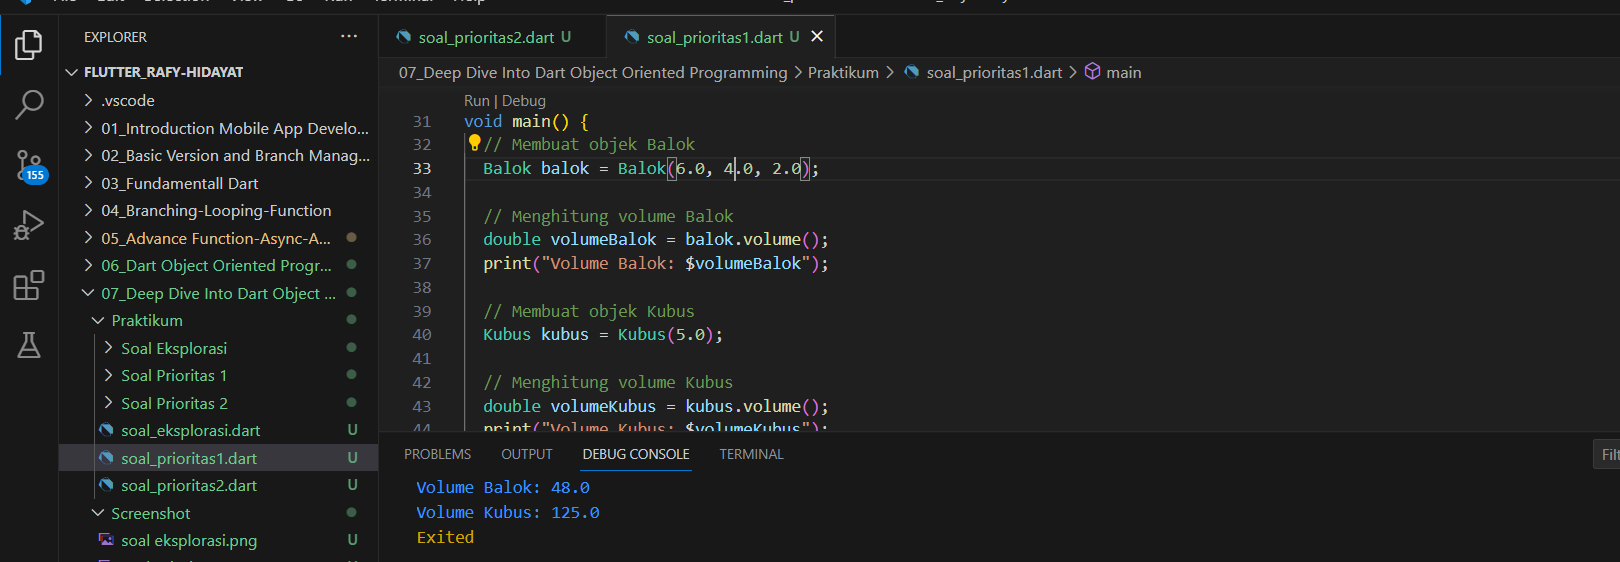 EXPLORER
FLUTTER_RAFY-HIDAYAT
.vscode
01_Introduction Mobile App Develo...
02_Basic Version and Branch Manag...
03_Fundamentall Dart
04_Branching-Looping-Function
05_Advance Function-Async-A...
06_Dart Object Oriented Progr...
07_Deep Dive Into Dart Object ...
Praktikum
Soal Eksplorasi
Soal Prioritas 1
Soal Prioritas 2
soal_eksplorasi.dart U
soal_prioritas1.dart U
soal_prioritas2.dart U
Screenshot
soal eksplorasi.png U
155
soal_prioritas2.dart U
soal_prioritas1.dart U
07_Deep Dive Into Dart Object Oriented Programming > Praktikum > soal_prioritas1.dart > main
Run | Debug
31 void main() {
32 // Membuat objek Balok
33 Balok balok = Balok(6.0, 4.0, 2.0);
34
35 // Menghitung volume Balok
36 double volumeBalok = balok.volume();
37 print("Volume Balok: $volumeBalok");
38
39 // Membuat objek Kubus
40 Kubus kubus = Kubus(5.0);
41
42 // Menghitung volume Kubus
43 double volumeKubus = kubus.volume();
44 print("Volume Kubus: $volumeKubus");
PROBLEMS OUTPUT DEBUG CONSOLE TERMINAL
Filt
Volume Balok: 48.0
Volume Kubus: 125.0
Exited